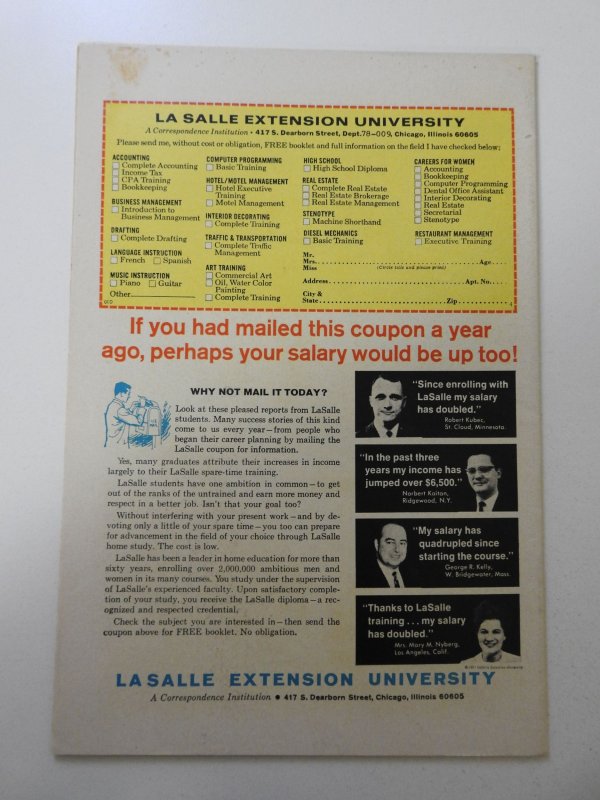 LA SALLE EXTENSION UNIVERSITY
A Correspondence Institution • 417 S. Dearborn Street, Dept. 78-009, Chicago, Illinois 60605
Please send me, without cost or obligation, FREE booklet and full information on the field I have checked below:
ACCOUNTING
Complete Accounting
Income Tax
CPA Training
Bookkeeping
BUSINESS MANAGEMENT
Introduction to
Business Management
DRAFTING
Complete Drafting
LANGUAGE INSTRUCTION
French Spanish
MUSIC INSTRUCTION
Piano Guitar
Other
COMPUTER PROGRAMMING
Basic Training
HOTEL/MOTEL MANAGEMENT
Hotel Executive
Training
Motel Management
INTERIOR DECORATING
Complete Training
TRAFFIC & TRANSPORTATION
Complete Traffic
Management
ART TRAINING
Commercial Art
Oil, Water Color
Painting
Complete Training
HIGH SCHOOL
High School Diploma
REAL ESTATE
Complete Real Estate
Real Estate Brokerage
Real Estate Management
STENOTYPE
Machine Shorthand
DIESEL MECHANICS
Basic Training
CAREERS FOR WOMEN
Accounting
Bookkeeping
Computer Programming
Dental Office Assistant
Interior Decorating
Real Estate
Secretarial
Stenotype
RESTAURANT MANAGEMENT
Executive Training
Mr.
Mrs. Age
Miss (Circle title and please print)
Address Apt. No.
City &
State Zip
If you had mailed this coupon a year
ago, perhaps your salary would be up too!
WHY NOT MAIL IT TODAY?
Look at these pleased reports from LaSalle
students. Many success stories of this kind
come to us every year—from people who
began their career planning by mailing the
LaSalle coupon for information.
Yes, many graduates attribute their increases in income
largely to their LaSalle spare-time training.
LaSalle students have one ambition in common—to get
out of the ranks of the untrained and earn more money and
respect in a better job. Isn't that your goal too?
Without interfering with your present work—and by de-
voting only a little of your spare time—you too can prepare
for advancement in the field of your choice through LaSalle
home study. The cost is low.
LaSalle has been a leader in home education for more than
sixty years, enrolling over 2,000,000 ambitious men and
women in its many courses. You study under the supervision
of LaSalle's experienced faculty. Upon satisfactory comple-
tion of your study, you receive the LaSalle diploma—a rec-
ognized and respected credential.
Check the subject you are interested in—then send the
coupon above for FREE booklet. No obligation.
"Since enrolling with
LaSalle my salary
has doubled."
Robert Kubec,
St. Cloud, Minnesota.
"In the past three
years my income has
jumped over $6,500."
Norbert Kaiton,
Ridgewood, N.Y.
"My salary has
quadrupled since
starting the course."
George R. Kelly,
W. Bridgewater, Mass.
"Thanks to LaSalle
training . . . my salary
has doubled."
Mrs. Mary M. Nyberg,
Los Angeles, Calif.
LA SALLE EXTENSION UNIVERSITY
A Correspondence Institution • 417 S. Dearborn Street, Chicago, Illinois 60605